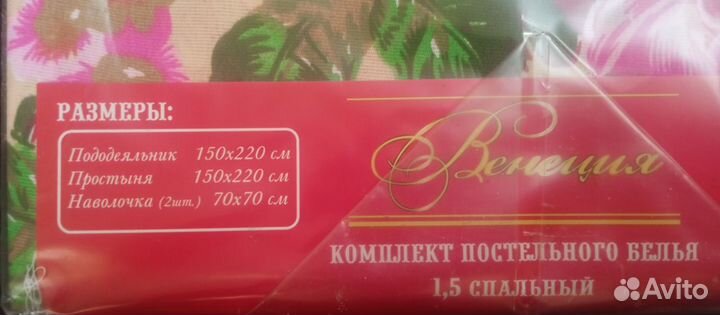 РАЗМЕРЫ:
Пододеяльник 150х220 см
Простыня 150х220 см
Наволочка (2шт.) 70х70 см
Венеция
КОМПЛЕКТ ПОСТЕЛЬНОГО БЕЛЬЯ
1,5 СПАЛЬНЫЙ
Avito